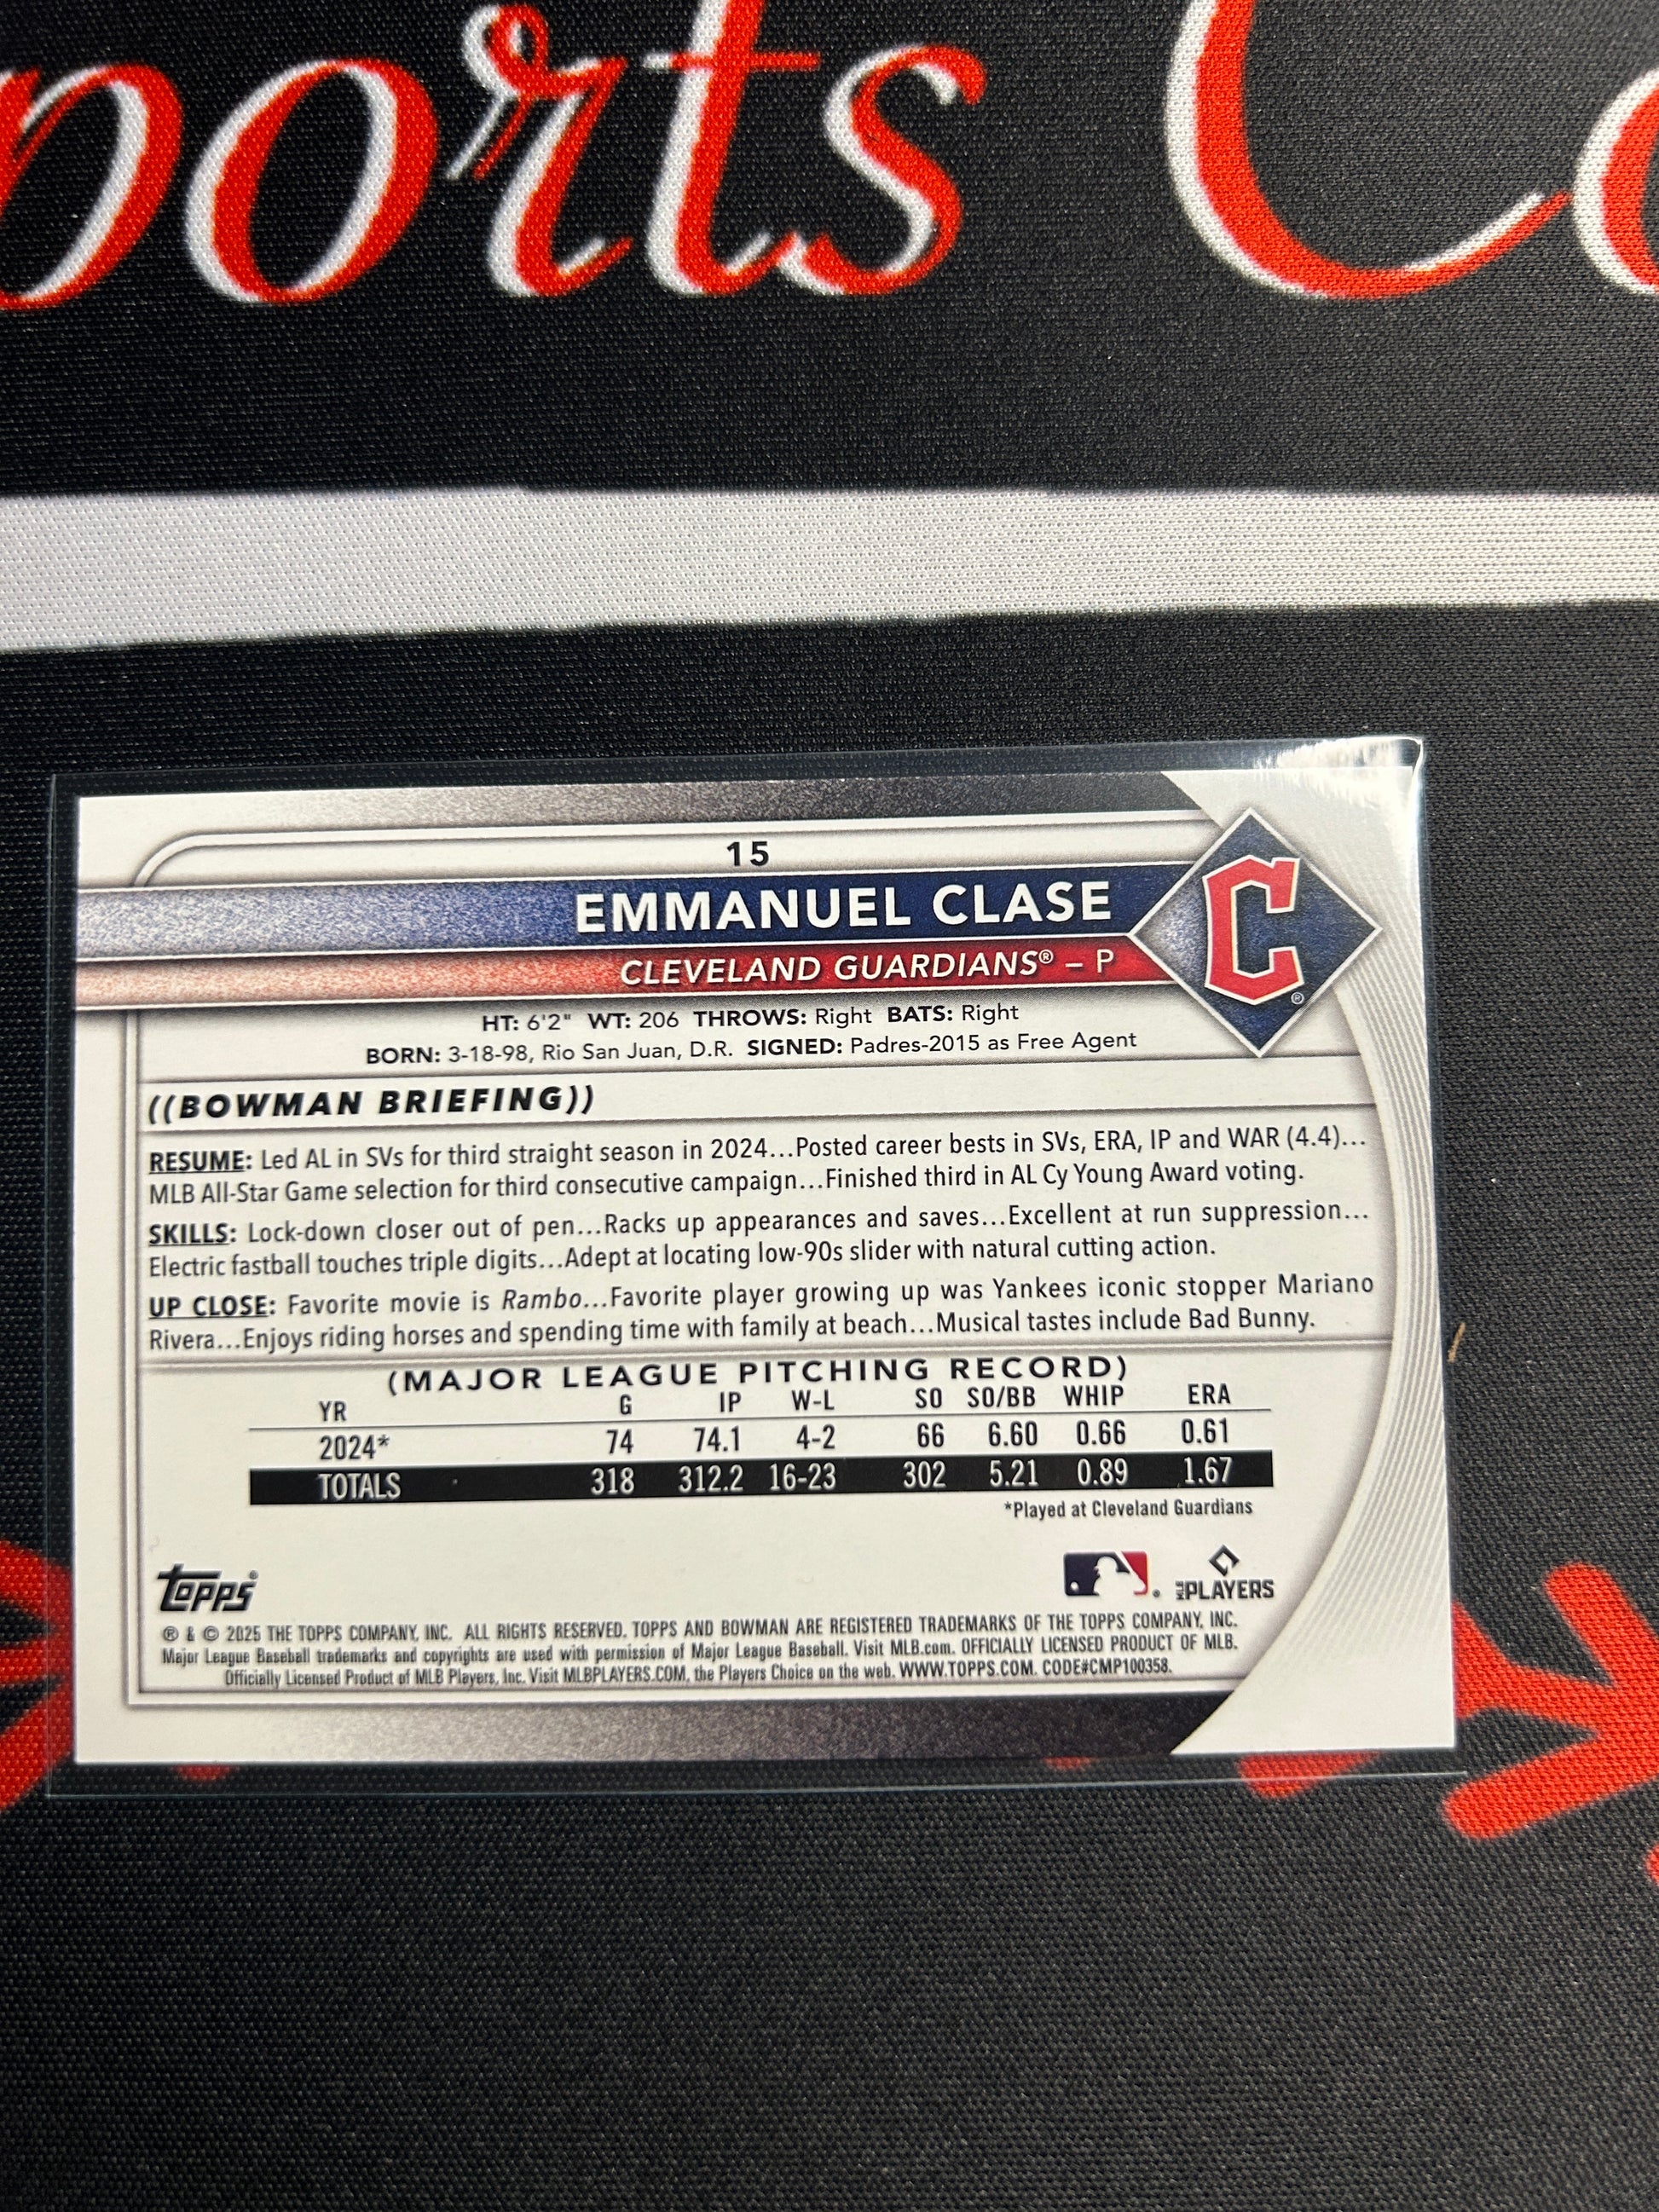 ports Ca
15
EMMANUEL CLASE
C
®
CLEVELAND GUARDIANS® – P
HT: 6'2" WT: 206 THROWS: Right BATS: Right
BORN: 3-18-98, Rio San Juan, D.R. SIGNED: Padres-2015 as Free Agent
((BOWMAN BRIEFING))
RESUME: Led AL in SVs for third straight season in 2024...Posted career bests in SVs, ERA, IP and WAR (4.4)...
MLB All-Star Game selection for third consecutive campaign...Finished third in AL Cy Young Award voting.
SKILLS: Lock-down closer out of pen...Racks up appearances and saves...Excellent at run suppression...
Electric fastball touches triple digits...Adept at locating low-90s slider with natural cutting action.
UP CLOSE: Favorite movie is Rambo...Favorite player growing up was Yankees iconic stopper Mariano
Rivera...Enjoys riding horses and spending time with family at beach...Musical tastes include Bad Bunny.
(MAJOR LEAGUE PITCHING RECORD)
YR G IP W-L SO SO/BB WHIP ERA
2024* 74 74.1 4-2 66 6.60 0.66 0.61
TOTALS 318 312.2 16-23 302 5.21 0.89 1.67
*Played at Cleveland Guardians
Topps®
MLB PLAYERS
® & © 2025 THE TOPPS COMPANY, INC. ALL RIGHTS RESERVED. TOPPS AND BOWMAN ARE REGISTERED TRADEMARKS OF THE TOPPS COMPANY, INC.
Major League Baseball trademarks and copyrights are used with permission of Major League Baseball. Visit MLB.com. OFFICIALLY LICENSED PRODUCT OF MLB.
Officially Licensed Product of MLB Players, Inc. Visit MLBPLAYERS.COM, the Players Choice on the web. WWW.TOPPS.COM. CODE#CMP100358.